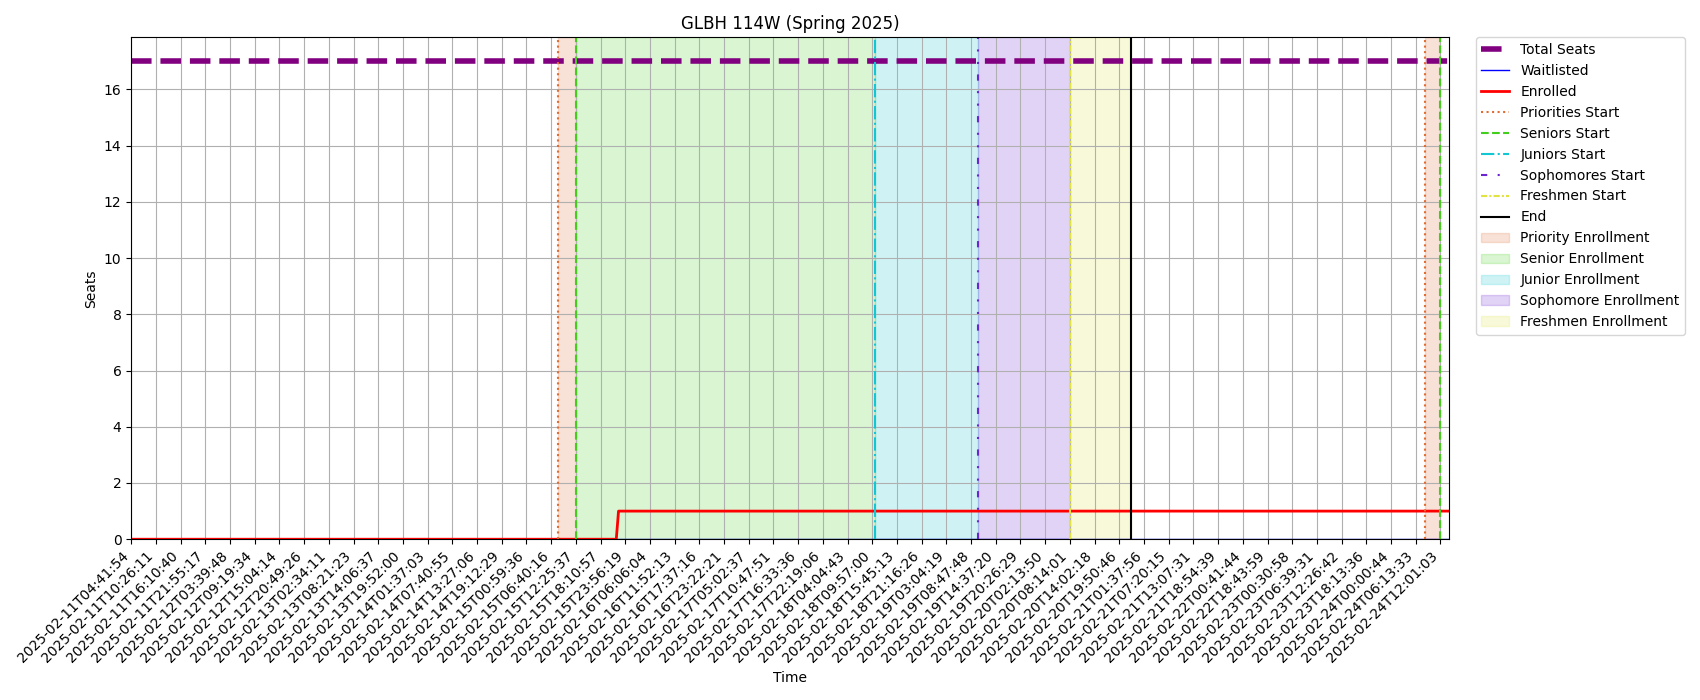 GLBH 114W (Spring 2025)
Seats
16
14
12
10
8
6
4
2
0
2025-02-11T04:41:54
2025-02-11T10:26:11
2025-02-11T16:10:40
2025-02-11T21:55:17
2025-02-12T03:39:48
2025-02-12T09:19:34
2025-02-12T15:04:14
2025-02-12T20:49:26
2025-02-13T02:34:11
2025-02-13T08:21:23
2025-02-13T14:06:37
2025-02-13T19:52:00
2025-02-14T01:37:03
2025-02-14T07:40:55
2025-02-14T13:27:06
2025-02-14T19:12:29
2025-02-15T00:59:36
2025-02-15T06:40:16
2025-02-15T12:25:37
2025-02-15T18:10:57
2025-02-15T23:56:19
2025-02-16T06:06:04
2025-02-16T11:52:13
2025-02-16T17:37:16
2025-02-16T23:22:21
2025-02-17T05:02:37
2025-02-17T10:47:51
2025-02-17T16:33:36
2025-02-17T22:19:06
2025-02-18T04:04:43
2025-02-18T09:57:00
2025-02-18T15:45:13
2025-02-18T21:16:26
2025-02-19T03:04:19
2025-02-19T08:47:48
2025-02-19T14:37:20
2025-02-19T20:26:29
2025-02-20T02:13:50
2025-02-20T08:14:01
2025-02-20T14:02:18
2025-02-20T19:50:46
2025-02-21T01:37:56
2025-02-21T07:20:15
2025-02-21T13:07:31
2025-02-21T18:54:39
2025-02-22T00:41:44
2025-02-22T18:43:59
2025-02-23T00:30:58
2025-02-23T06:39:31
2025-02-23T12:26:42
2025-02-23T18:13:36
2025-02-24T00:00:44
2025-02-24T06:13:33
2025-02-24T12:01:03
Time
Total Seats
Waitlisted
Enrolled
Priorities Start
Seniors Start
Juniors Start
Sophomores Start
Freshmen Start
End
Priority Enrollment
Senior Enrollment
Junior Enrollment
Sophomore Enrollment
Freshmen Enrollment